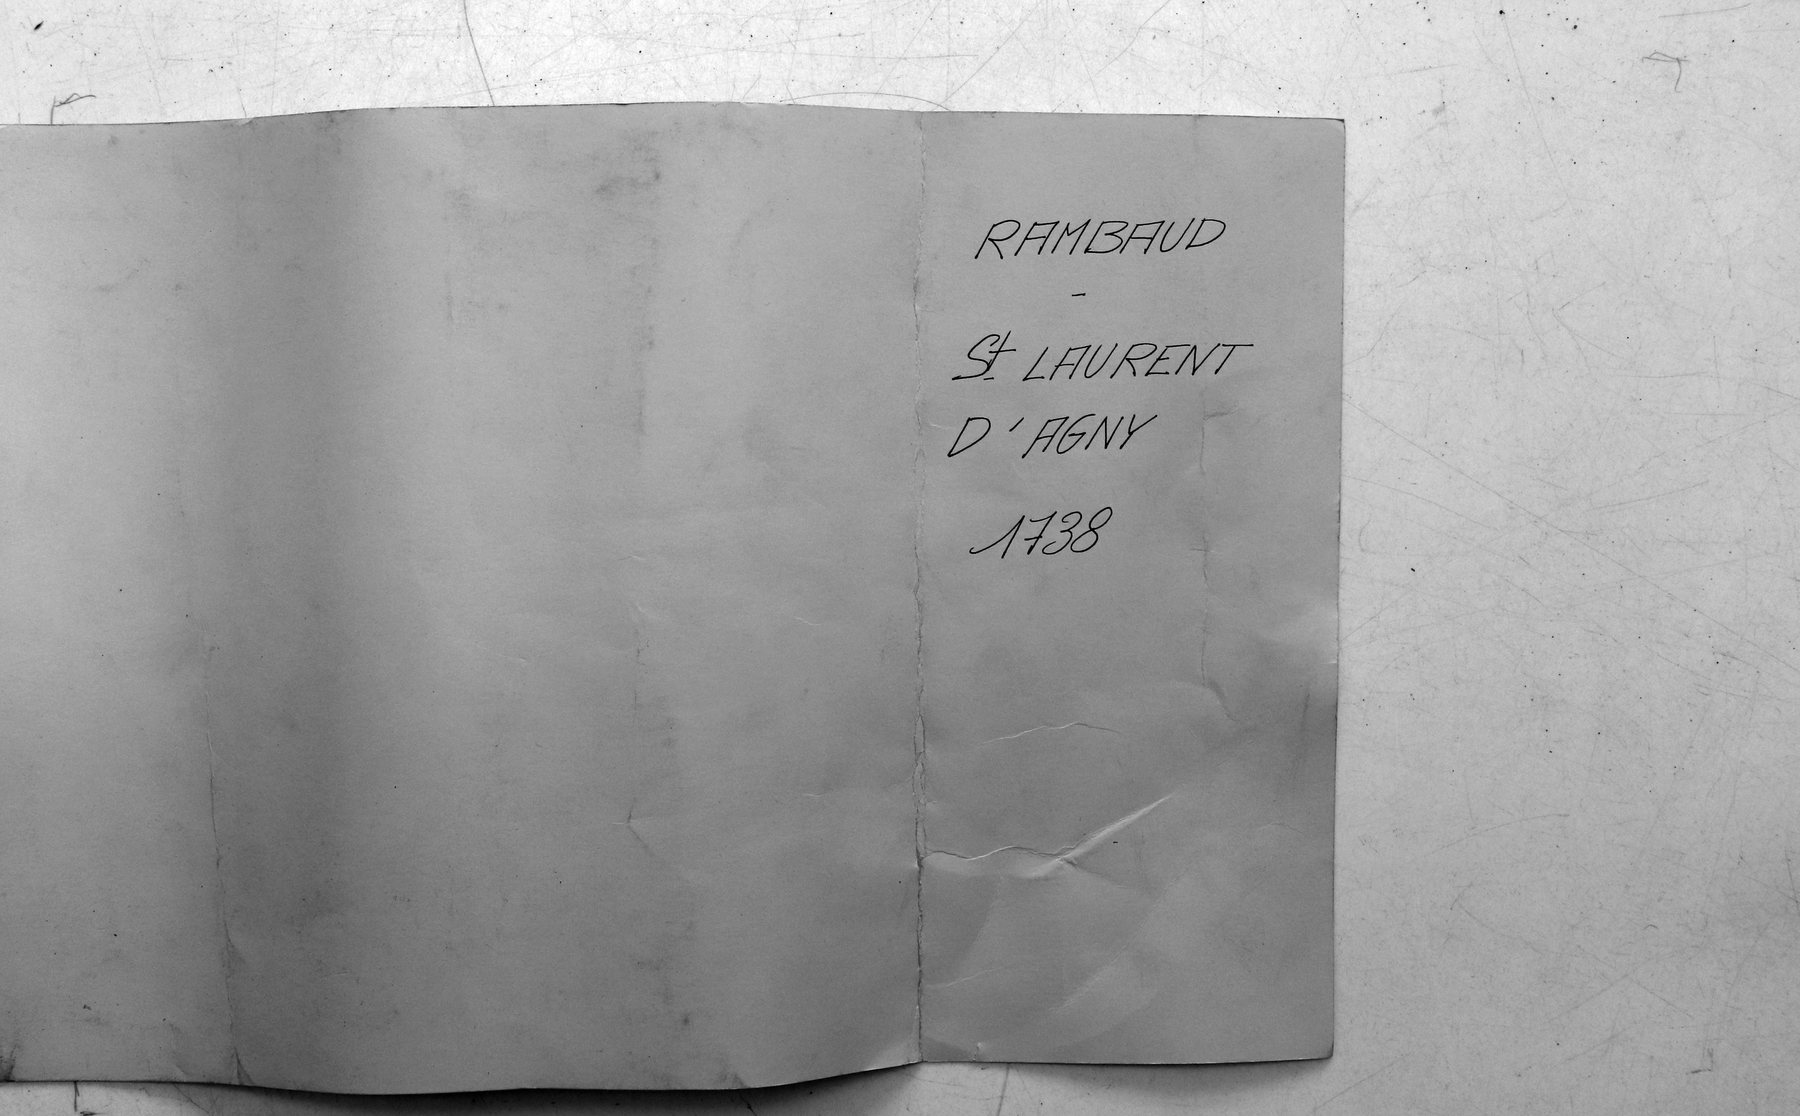 RAMBAUD
-
St LAURENT
D'AGNY
1738